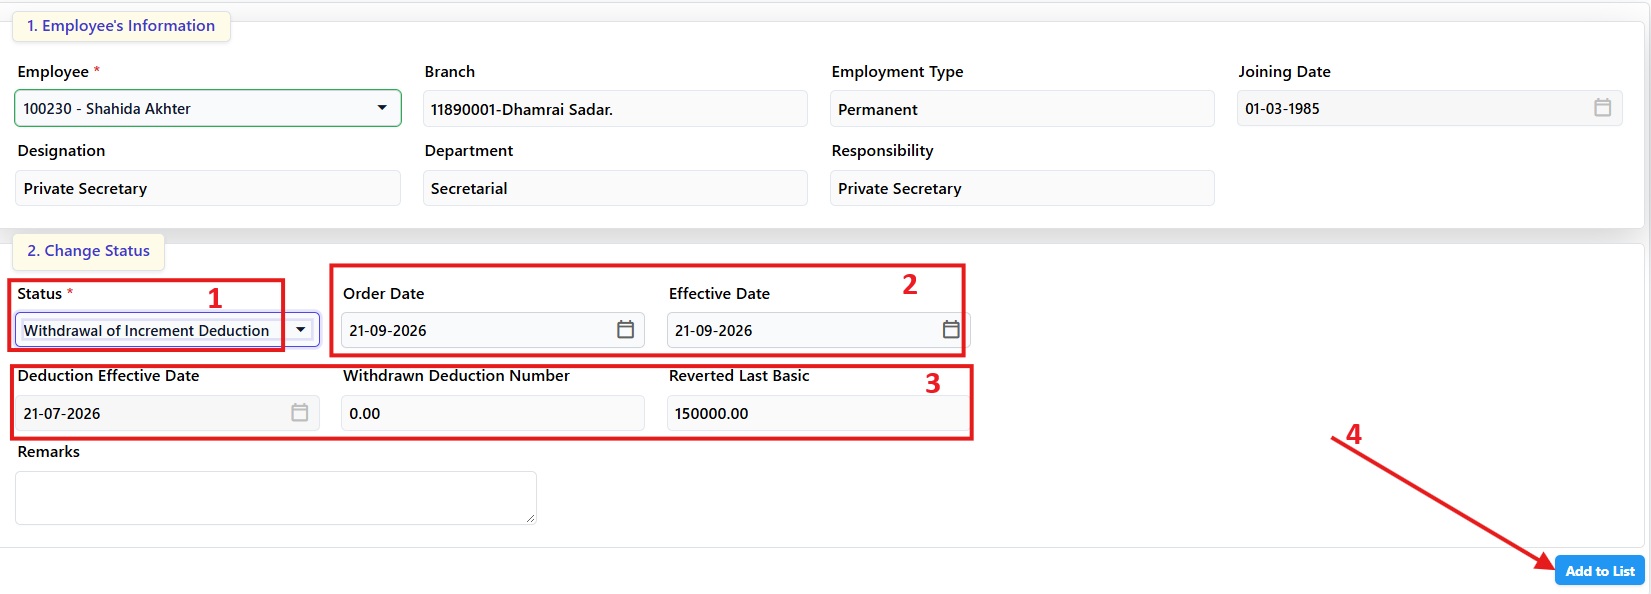 1. Employee's Information
Employee * Branch Employment Type Joining Date
100230 - Shahida Akhter 11890001-Dhamrai Sadar. Permanent 01-03-1985
Designation Department Responsibility
Private Secretary Secretarial Private Secretary
2. Change Status
Status * 1 Order Date Effective Date 2
Withdrawal of Increment Deduction 21-09-2026 21-09-2026
Deduction Effective Date Withdrawn Deduction Number Reverted Last Basic 3
21-07-2026 0.00 150000.00
4
Remarks
Add to List